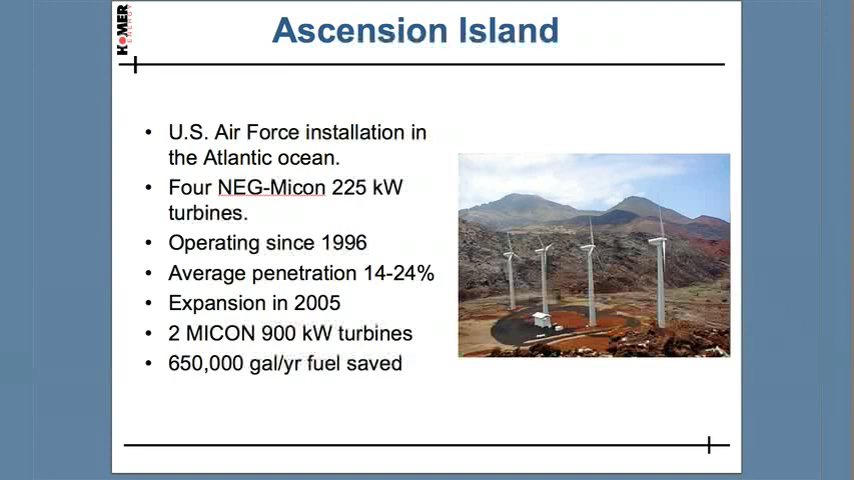 HOMER
ENERGY
Ascension Island
• U.S. Air Force installation in
the Atlantic ocean.
• Four NEG-Micon 225 kW
turbines.
• Operating since 1996
• Average penetration 14-24%
• Expansion in 2005
• 2 MICON 900 kW turbines
• 650,000 gal/yr fuel saved